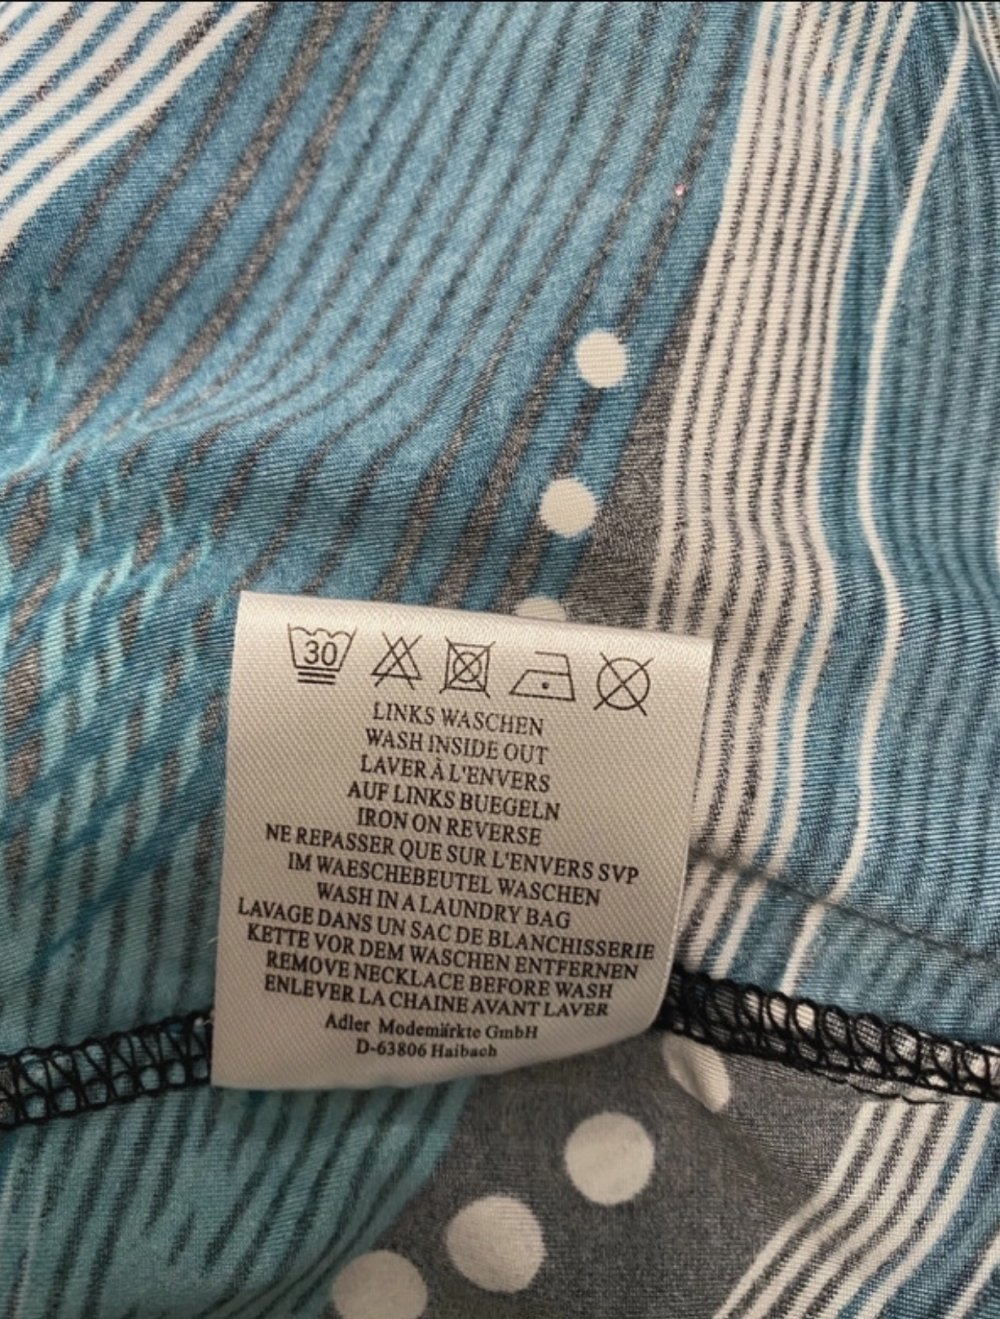 30
LINKS WASCHEN
WASH INSIDE OUT
LAVER À L'ENVERS
AUF LINKS BUEGELN
IRON ON REVERSE
NE REPASSER QUE SUR L'ENVERS SVP
IM WAESCHEBEUTEL WASCHEN
WASH IN A LAUNDRY BAG
LAVAGE DANS UN SAC DE BLANCHISSERIE
KETTE VOR DEM WASCHEN ENTFERNEN
REMOVE NECKLACE BEFORE WASH
ENLEVER LA CHAINE AVANT LAVER
Adler Modemärkte GmbH
D-63806 Haibach